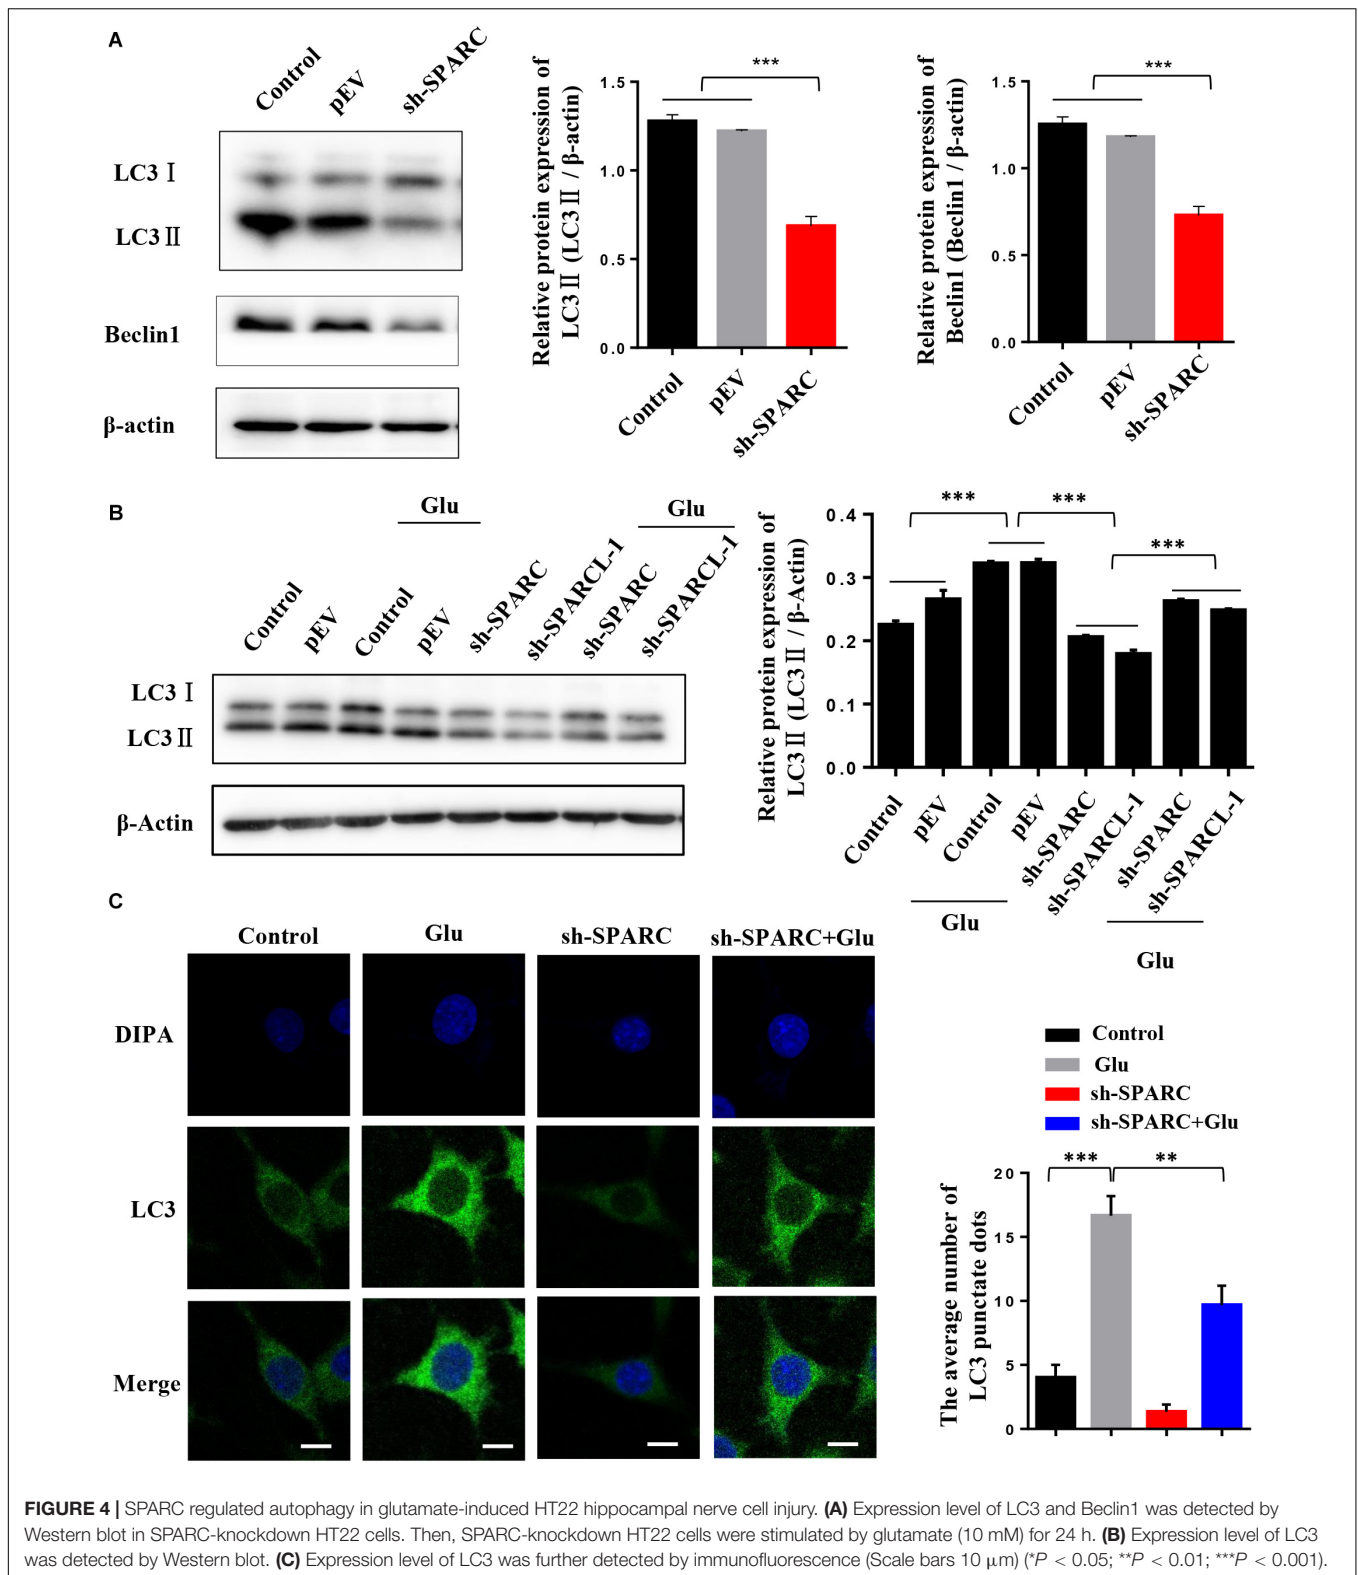 A
Control
pEV
sh-SPARC
LC3 Ⅰ
LC3 Ⅱ
Beclin1
β-actin
Relative protein expression of
LC3 Ⅱ (LC3 Ⅱ / β-actin)
1.5
1.0
0.5
0.0
***
Control
pEV
sh-SPARC
Relative protein expression of
Beclin1 (Beclin1 / β-actin)
1.5
1.0
0.5
0.0
***
Control
pEV
sh-SPARC
B
Glu
Glu
Control
pEV
Control
pEV
sh-SPARC
sh-SPARCL-1
sh-SPARC
sh-SPARCL-1
LC3 Ⅰ
LC3 Ⅱ
β-Actin
Relative protein expression of
LC3 Ⅱ (LC3 Ⅱ / β-Actin)
0.4
0.3
0.2
0.1
0.0
***
***
***
Control
pEV
Control
pEV
sh-SPARC
sh-SPARCL-1
sh-SPARC
sh-SPARCL-1
Glu
Glu
C
Control
Glu
sh-SPARC
sh-SPARC+Glu
DIPA
LC3
Merge
Control
Glu
sh-SPARC
sh-SPARC+Glu
The average number of
LC3 punctate dots
20
15
10
5
0
***
**
FIGURE 4 | SPARC regulated autophagy in glutamate-induced HT22 hippocampal nerve cell injury. (A) Expression level of LC3 and Beclin1 was detected by
Western blot in SPARC-knockdown HT22 cells. Then, SPARC-knockdown HT22 cells were stimulated by glutamate (10 mM) for 24 h. (B) Expression level of LC3
was detected by Western blot. (C) Expression level of LC3 was further detected by immunofluorescence (Scale bars 10 μm) (*P < 0.05; **P < 0.01; ***P < 0.001).